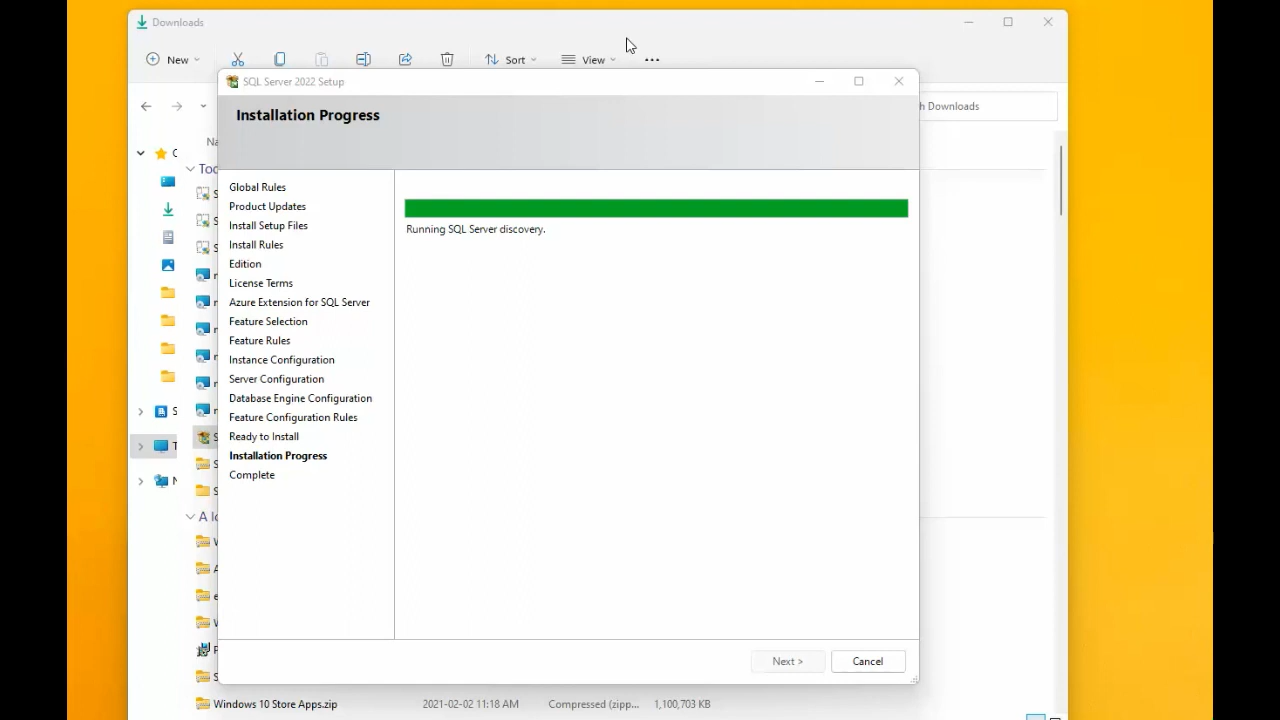 Downloads
New
Sort
View
SQL Server 2022 Setup
Installation Progress
h Downloads
Global Rules
Product Updates
Install Setup Files
Install Rules
Edition
License Terms
Azure Extension for SQL Server
Feature Selection
Feature Rules
Instance Configuration
Server Configuration
Database Engine Configuration
Feature Configuration Rules
Ready to Install
Installation Progress
Complete
Running SQL Server discovery.
Next >
Cancel
Windows 10 Store Apps.zip 2021-02-02 11:18 AM Compressed (zipp... 1,100,703 KB